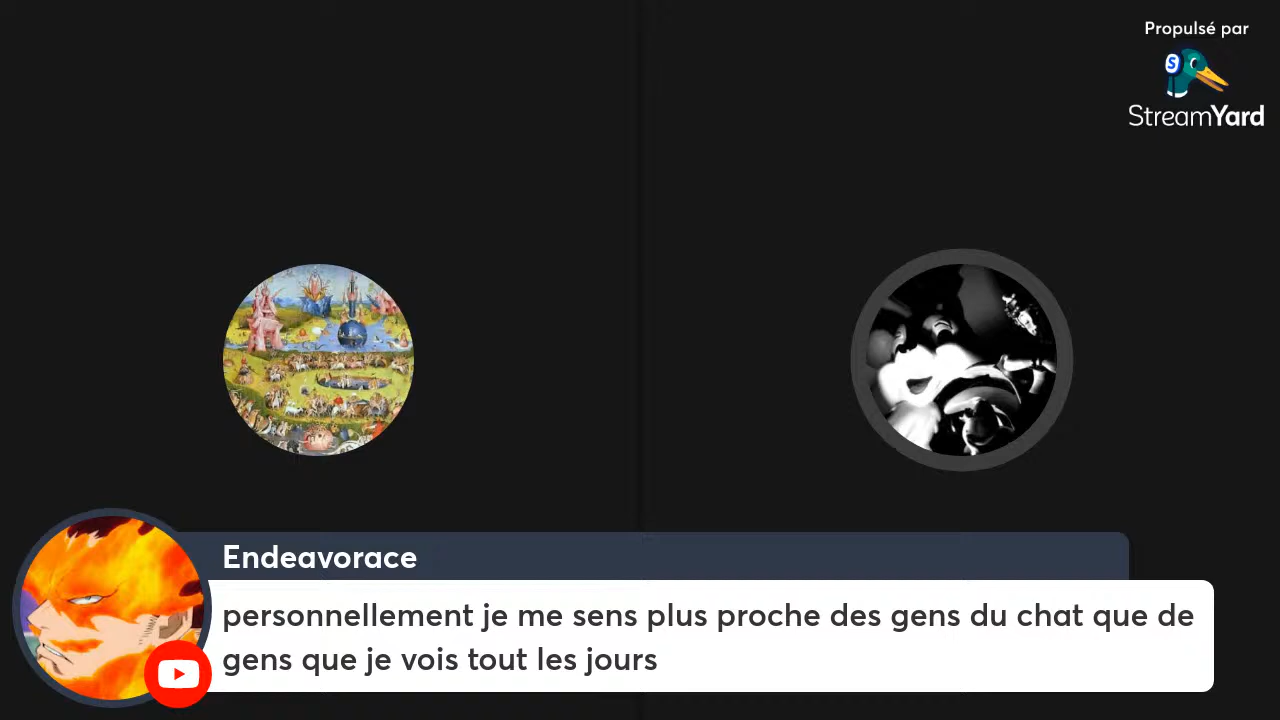 Propulsé par
S
StreamYard
Endeavorace
personnellement je me sens plus proche des gens du chat que de
gens que je vois tout les jours